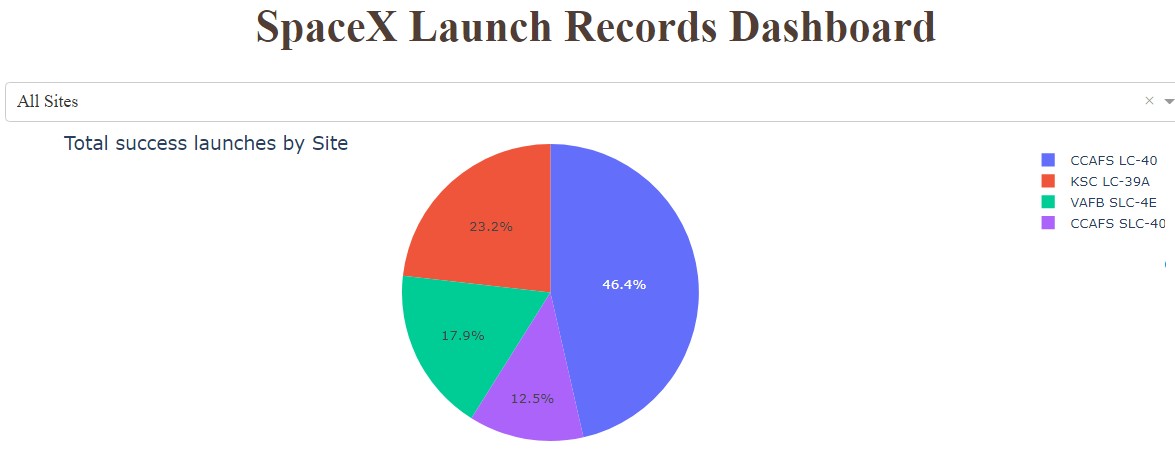 SpaceX Launch Records Dashboard
All Sites
×
Total success launches by Site
CCAFS LC-40
KSC LC-39A
VAFB SLC-4E
CCAFS SLC-40
23.2%
46.4%
17.9%
12.5%